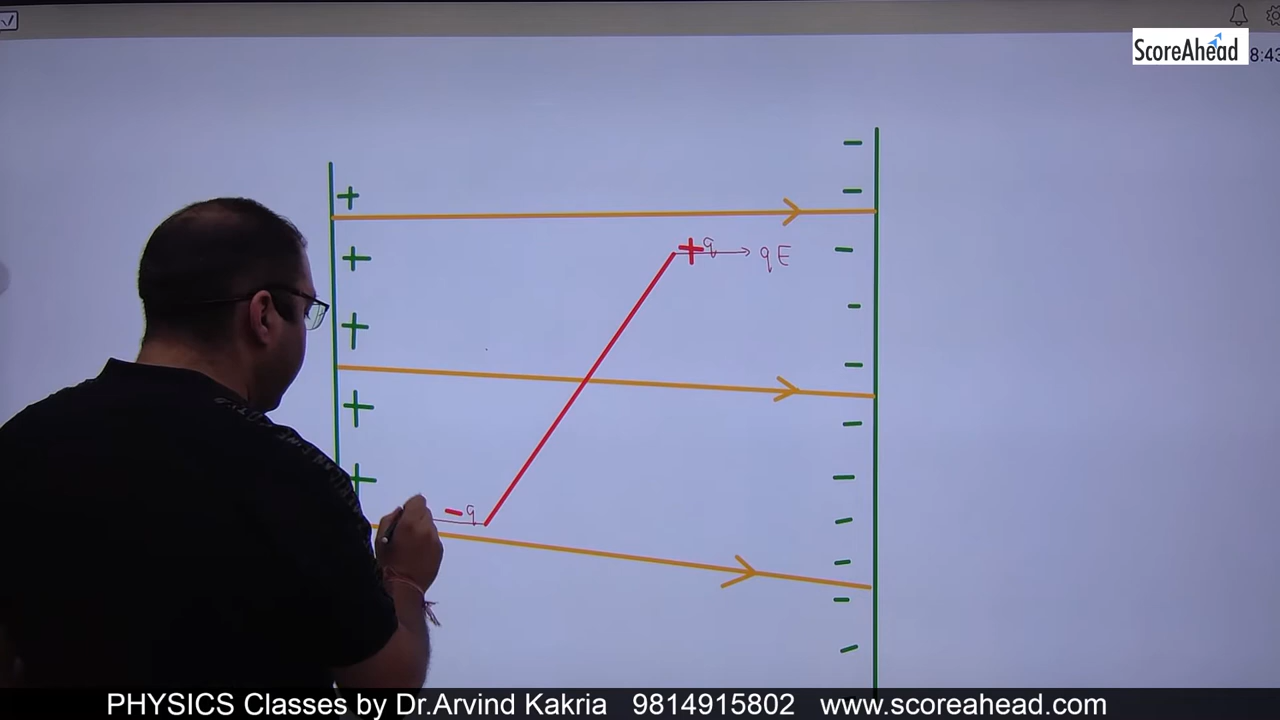 ScoreAhead
8:43
+ −
+ −
+q → qE
+ −
+ −
+ −
−q
PHYSICS Classes by Dr.Arvind Kakria 9814915802 www.scoreahead.com